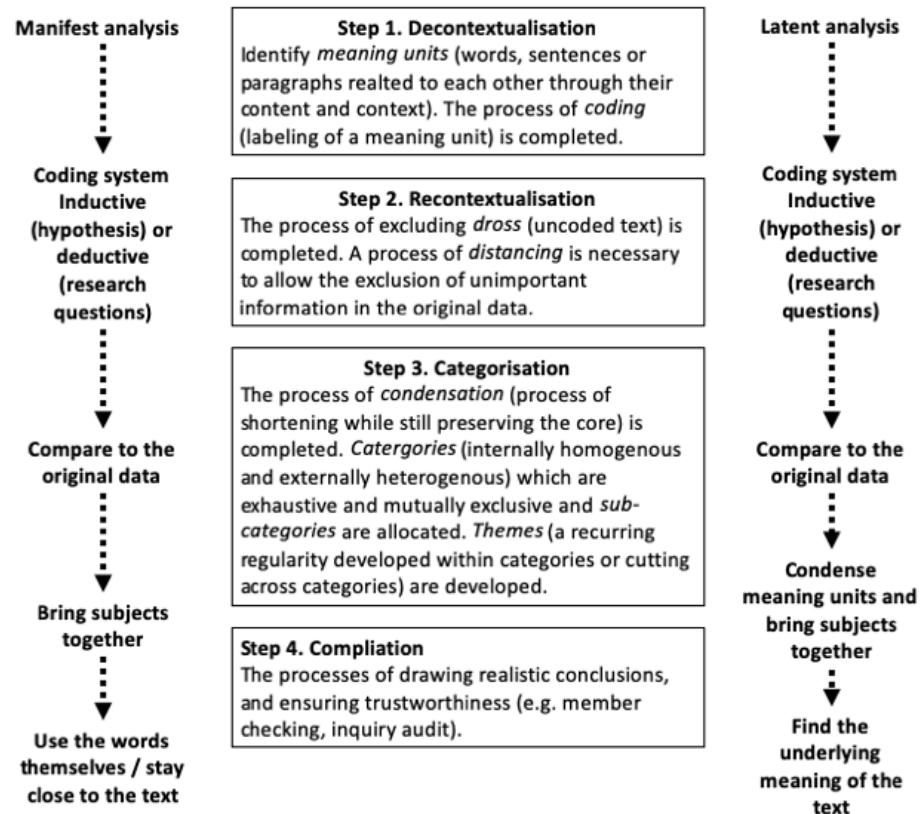 Manifest analysis
Coding system
Inductive
(hypothesis) or
deductive
(research
questions)
Compare to the
original data
Bring subjects
together
Use the words
themselves / stay
close to the text
Step 1. Decontextualisation
Identify meaning units (words, sentences or
paragraphs realted to each other through their
content and context). The process of coding
(labeling of a meaning unit) is completed.
Step 2. Recontextualisation
The process of excluding dross (uncoded text) is
completed. A process of distancing is necessary
to allow the exclusion of unimportant
information in the original data.
Step 3. Categorisation
The process of condensation (process of
shortening while still preserving the core) is
completed. Catergories (internally homogenous
and externally heterogenous) which are
exhaustive and mutually exclusive and sub-
categories are allocated. Themes (a recurring
regularity developed within categories or cutting
across categories) are developed.
Step 4. Compliation
The processes of drawing realistic conclusions,
and ensuring trustworthiness (e.g. member
checking, inquiry audit).
Latent analysis
Coding system
Inductive
(hypothesis) or
deductive
(research
questions)
Compare to the
original data
Condense
meaning units and
bring subjects
together
Find the
underlying
meaning of the
text